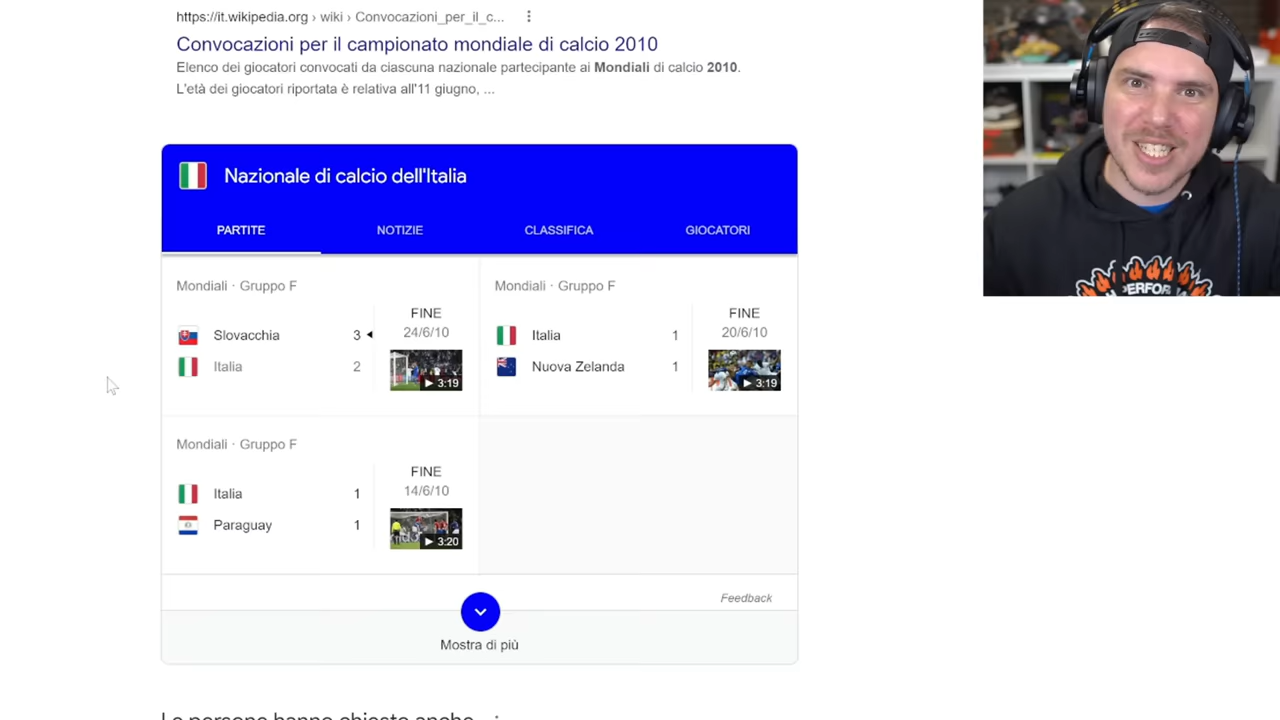 https://it.wikipedia.org › wiki › Convocazioni_per_il_c...
Convocazioni per il campionato mondiale di calcio 2010
Elenco dei giocatori convocati da ciascuna nazionale partecipante ai Mondiali di calcio 2010.
L'età dei giocatori riportata è relativa all'11 giugno, ...
Nazionale di calcio dell'Italia
PARTITE NOTIZIE CLASSIFICA GIOCATORI
Mondiali · Gruppo F
FINE
24/6/10
Slovacchia 3
Italia 2
3:19
Mondiali · Gruppo F
FINE
20/6/10
Italia 1
Nuova Zelanda 1
3:19
Mondiali · Gruppo F
FINE
14/6/10
Italia 1
Paraguay 1
3:20
Feedback
Mostra di più